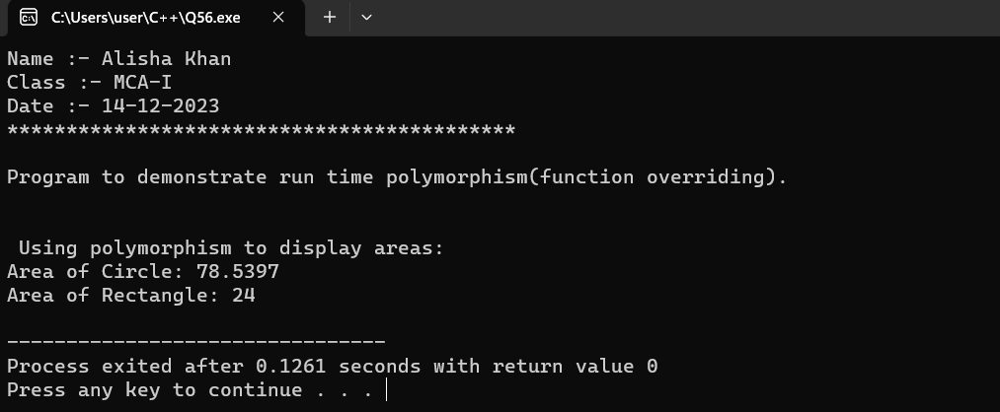 C:\Users\user\C++\Q56.exe
Name :- Alisha Khan
Class :- MCA-I
Date :- 14-12-2023
*******************************************
Program to demonstrate run time polymorphism(function overriding).
Using polymorphism to display areas:
Area of Circle: 78.5397
Area of Rectangle: 24
--------------------------------
Process exited after 0.1261 seconds with return value 0
Press any key to continue . . .